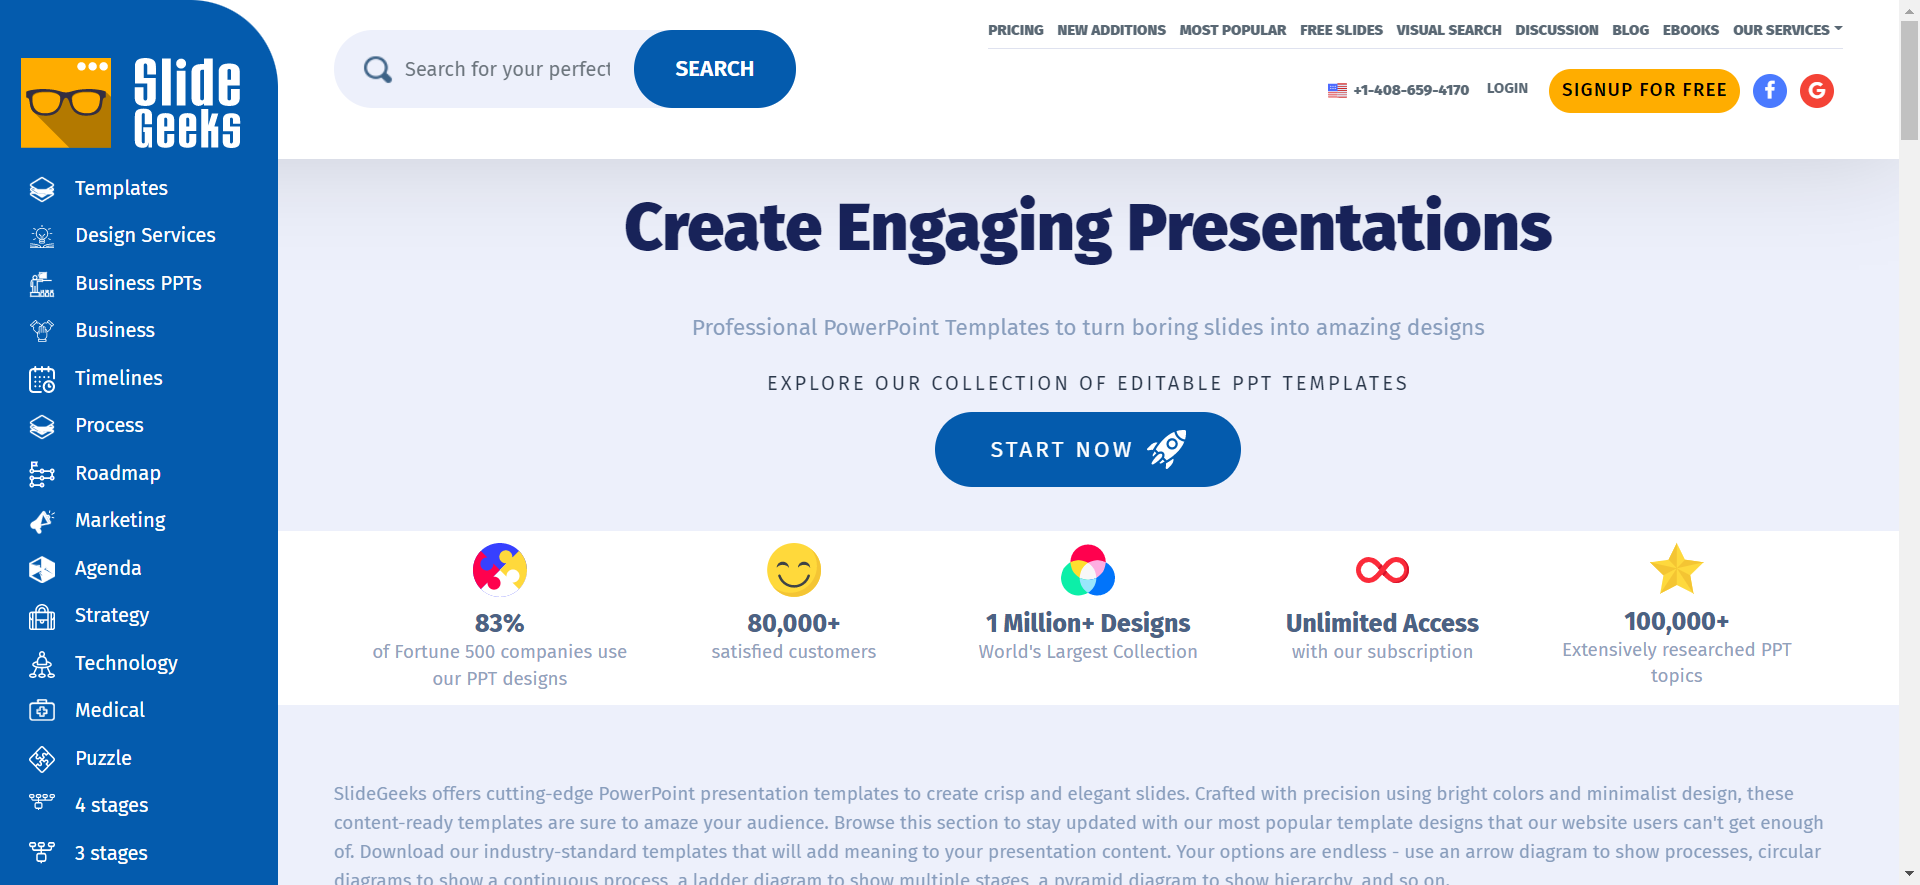 Slide
Geeks
Templates
Design Services
Business PPTs
Business
Timelines
Process
Roadmap
Marketing
Agenda
Strategy
Technology
Medical
Puzzle
4 stages
3 stages
Search for your perfect
SEARCH
PRICING NEW ADDITIONS MOST POPULAR FREE SLIDES VISUAL SEARCH DISCUSSION BLOG EBOOKS OUR SERVICES
+1-408-659-4170 LOGIN SIGNUP FOR FREE f G
Create Engaging Presentations
Professional PowerPoint Templates to turn boring slides into amazing designs
EXPLORE OUR COLLECTION OF EDITABLE PPT TEMPLATES
START NOW
83%
of Fortune 500 companies use
our PPT designs
80,000+
satisfied customers
1 Million+ Designs
World's Largest Collection
Unlimited Access
with our subscription
100,000+
Extensively researched PPT
topics
SlideGeeks offers cutting-edge PowerPoint presentation templates to create crisp and elegant slides. Crafted with precision using bright colors and minimalist design, these
content-ready templates are sure to amaze your audience. Browse this section to stay updated with our most popular template designs that our website users can't get enough
of. Download our industry-standard templates that will add meaning to your presentation content. Your options are endless - use an arrow diagram to show processes, circular
diagrams to show a continuous process, a ladder diagram to show multiple stages, a pyramid diagram to show hierarchy, and so on.